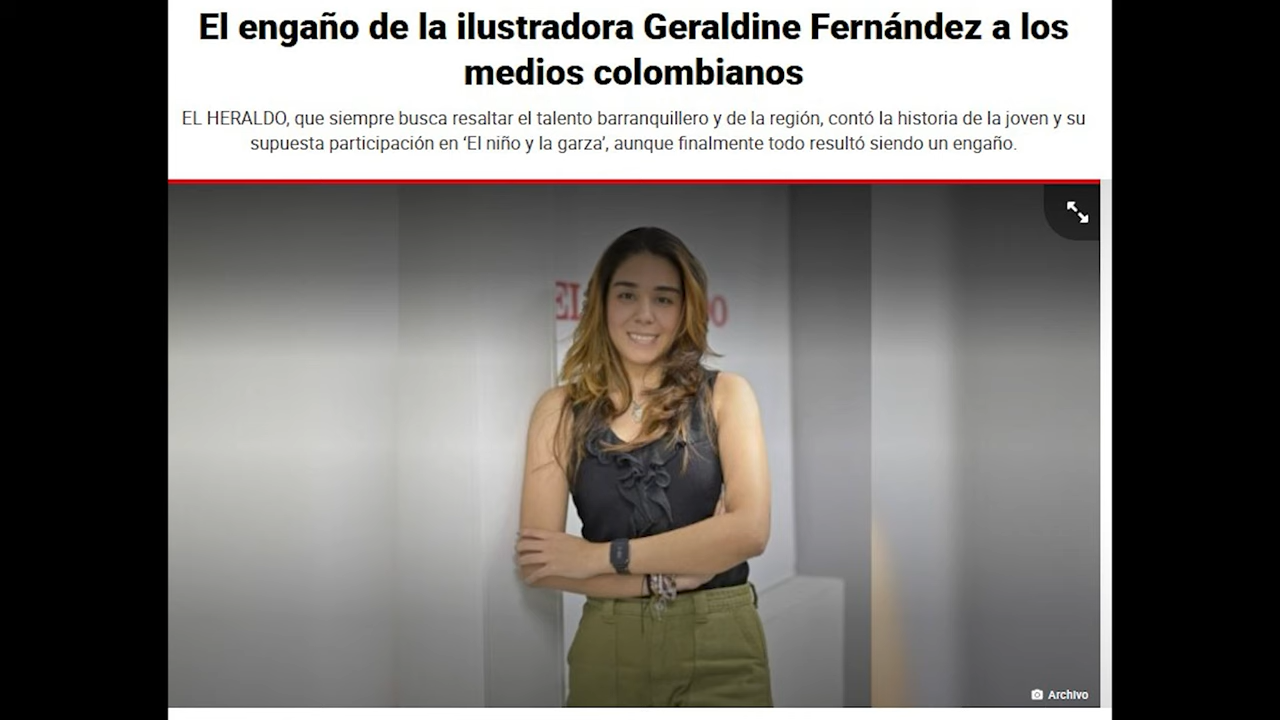 El engaño de la ilustradora Geraldine Fernández a los
medios colombianos
EL HERALDO, que siempre busca resaltar el talento barranquillero y de la región, contó la historia de la joven y su
supuesta participación en ‘El niño y la garza’, aunque finalmente todo resultó siendo un engaño.
EL DO
Archivo